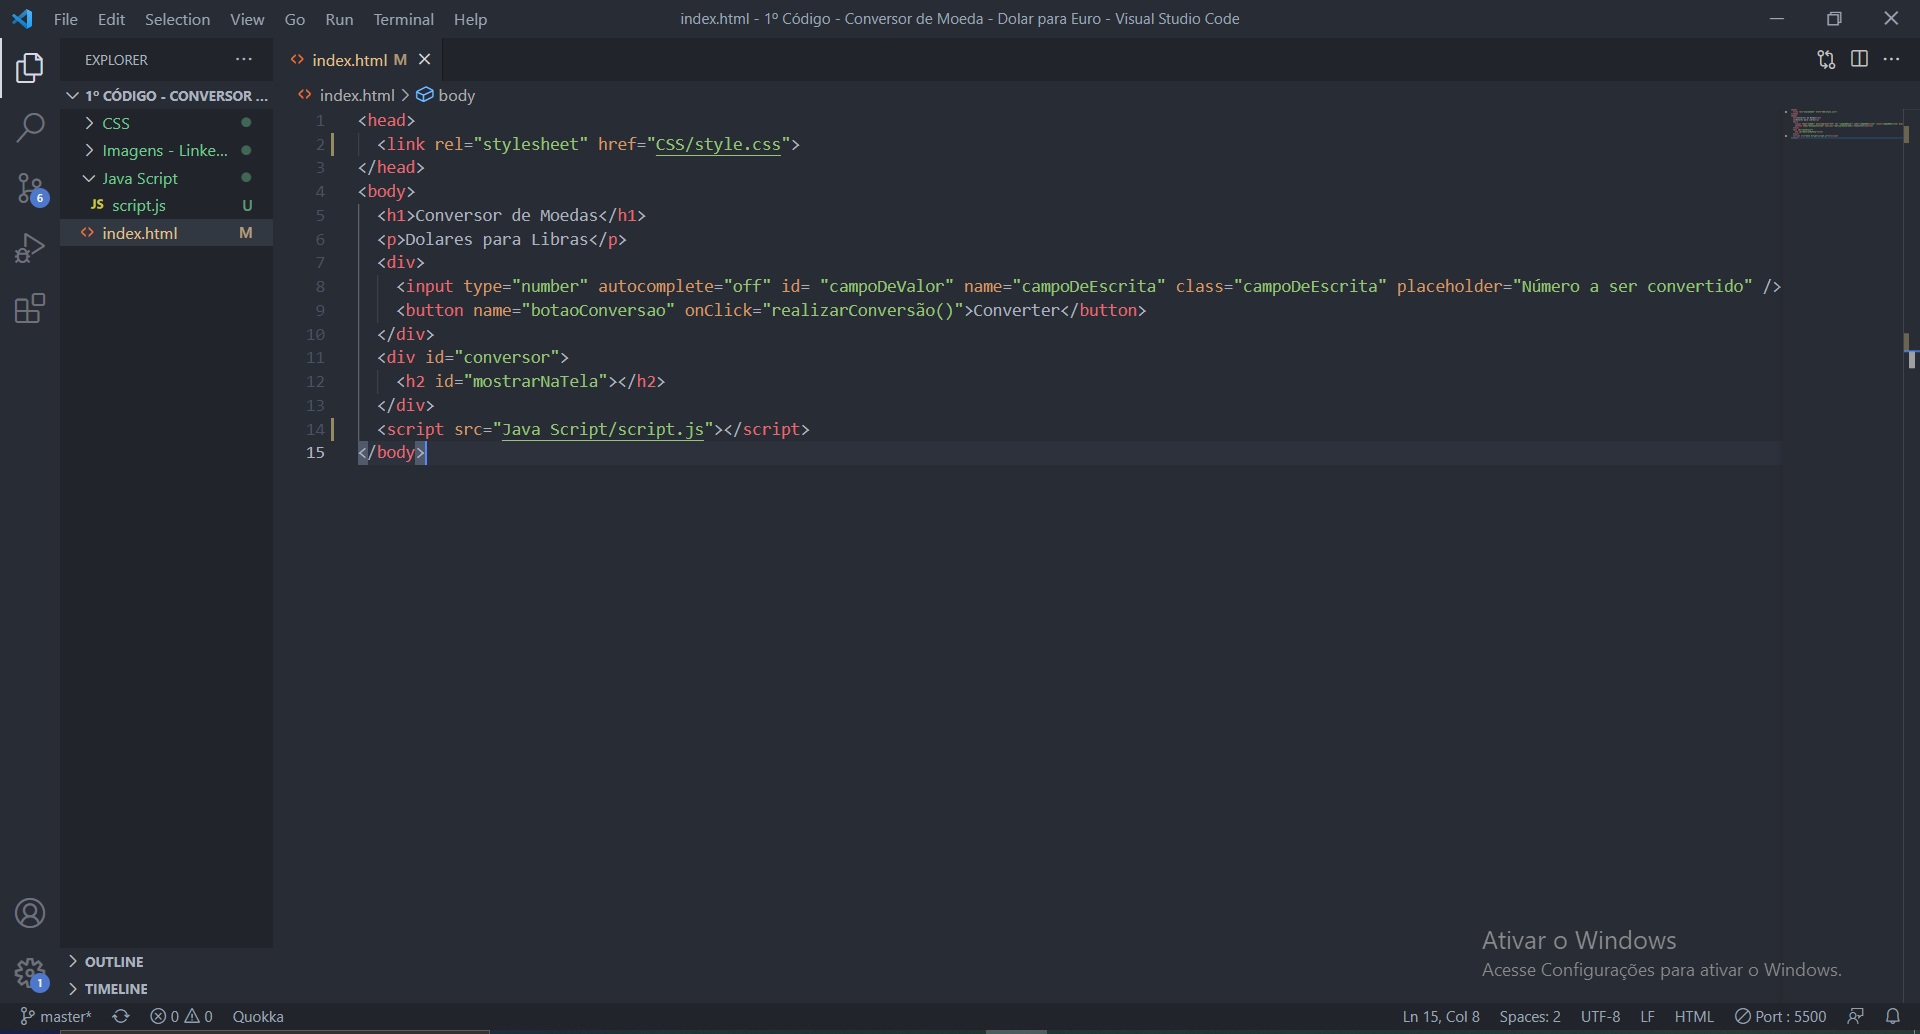 File Edit Selection View Go Run Terminal Help
index.html - 1º Código - Conversor de Moeda - Dolar para Euro - Visual Studio Code
EXPLORER ···
1º CÓDIGO - CONVERSOR ...
CSS
Imagens - Linke...
Java Script
JS script.js U
<> index.html M
<> index.html M
<> index.html > body
1 <head>
2 <link rel="stylesheet" href="CSS/style.css">
3 </head>
4 <body>
5 <h1>Conversor de Moedas</h1>
6 <p>Dolares para Libras</p>
7 <div>
8 <input type="number" autocomplete="off" id= "campoDeValor" name="campoDeEscrita" class="campoDeEscrita" placeholder="Número a ser convertido" />
9 <button name="botaoConversao" onClick="realizarConversão()">Converter</button>
10 </div>
11 <div id="conversor">
12 <h2 id="mostrarNaTela"></h2>
13 </div>
14 <script src="Java Script/script.js"></script>
15 </body>
6
1
OUTLINE
TIMELINE
Ativar o Windows
Acesse Configurações para ativar o Windows.
master* 0 0 Quokka
Ln 15, Col 8 Spaces: 2 UTF-8 LF HTML Port : 5500